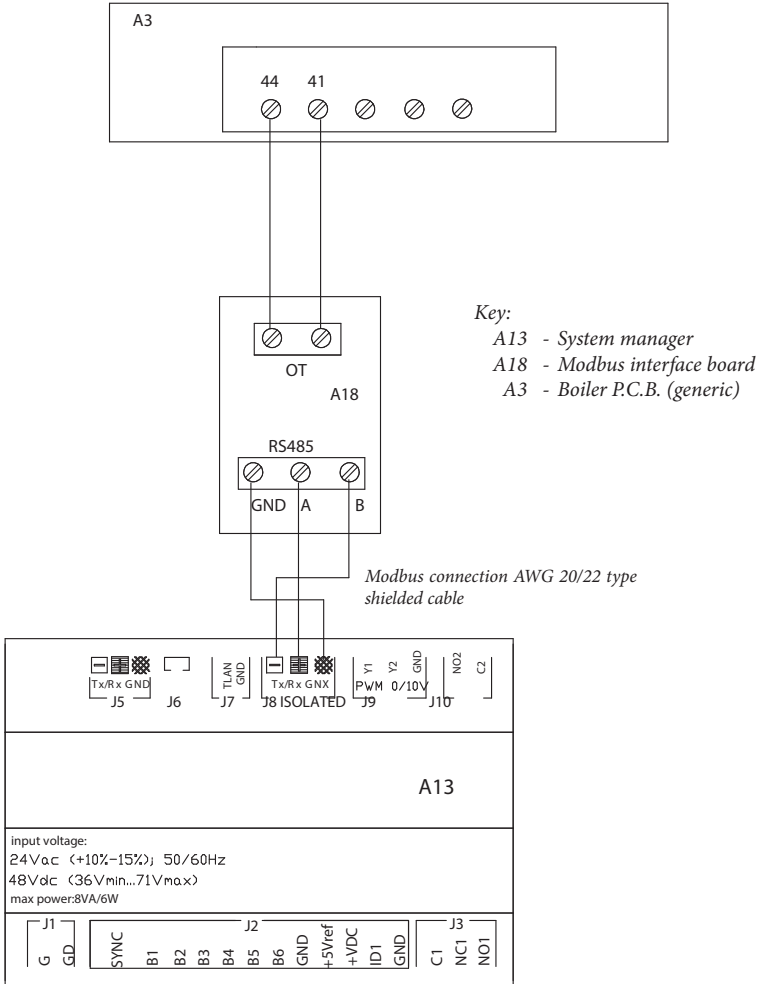 A3
44 41
OT
A18
RS485
GND A B
Key:
A13 - System manager
A18 - Modbus interface board
A3 - Boiler P.C.B. (generic)
Modbus connection AWG 20/22 type
shielded cable
Tx/Rx GND
J5
J6
TLAN
GND
J7
Tx/Rx GNX
J8 ISOLATED
Y1
Y2
GND
PWM 0/10V
J9
NO2
C2
J10
A13
input voltage:
24Vac (+10%-15%); 50/60Hz
48Vdc (36Vmin...71Vmax)
max power:8VA/6W
J1
G
GD
J2
SYNC
B1
B2
B3
B4
B5
B6
GND
+5Vref
+VDC
ID1
GND
J3
C1
NC1
NO1